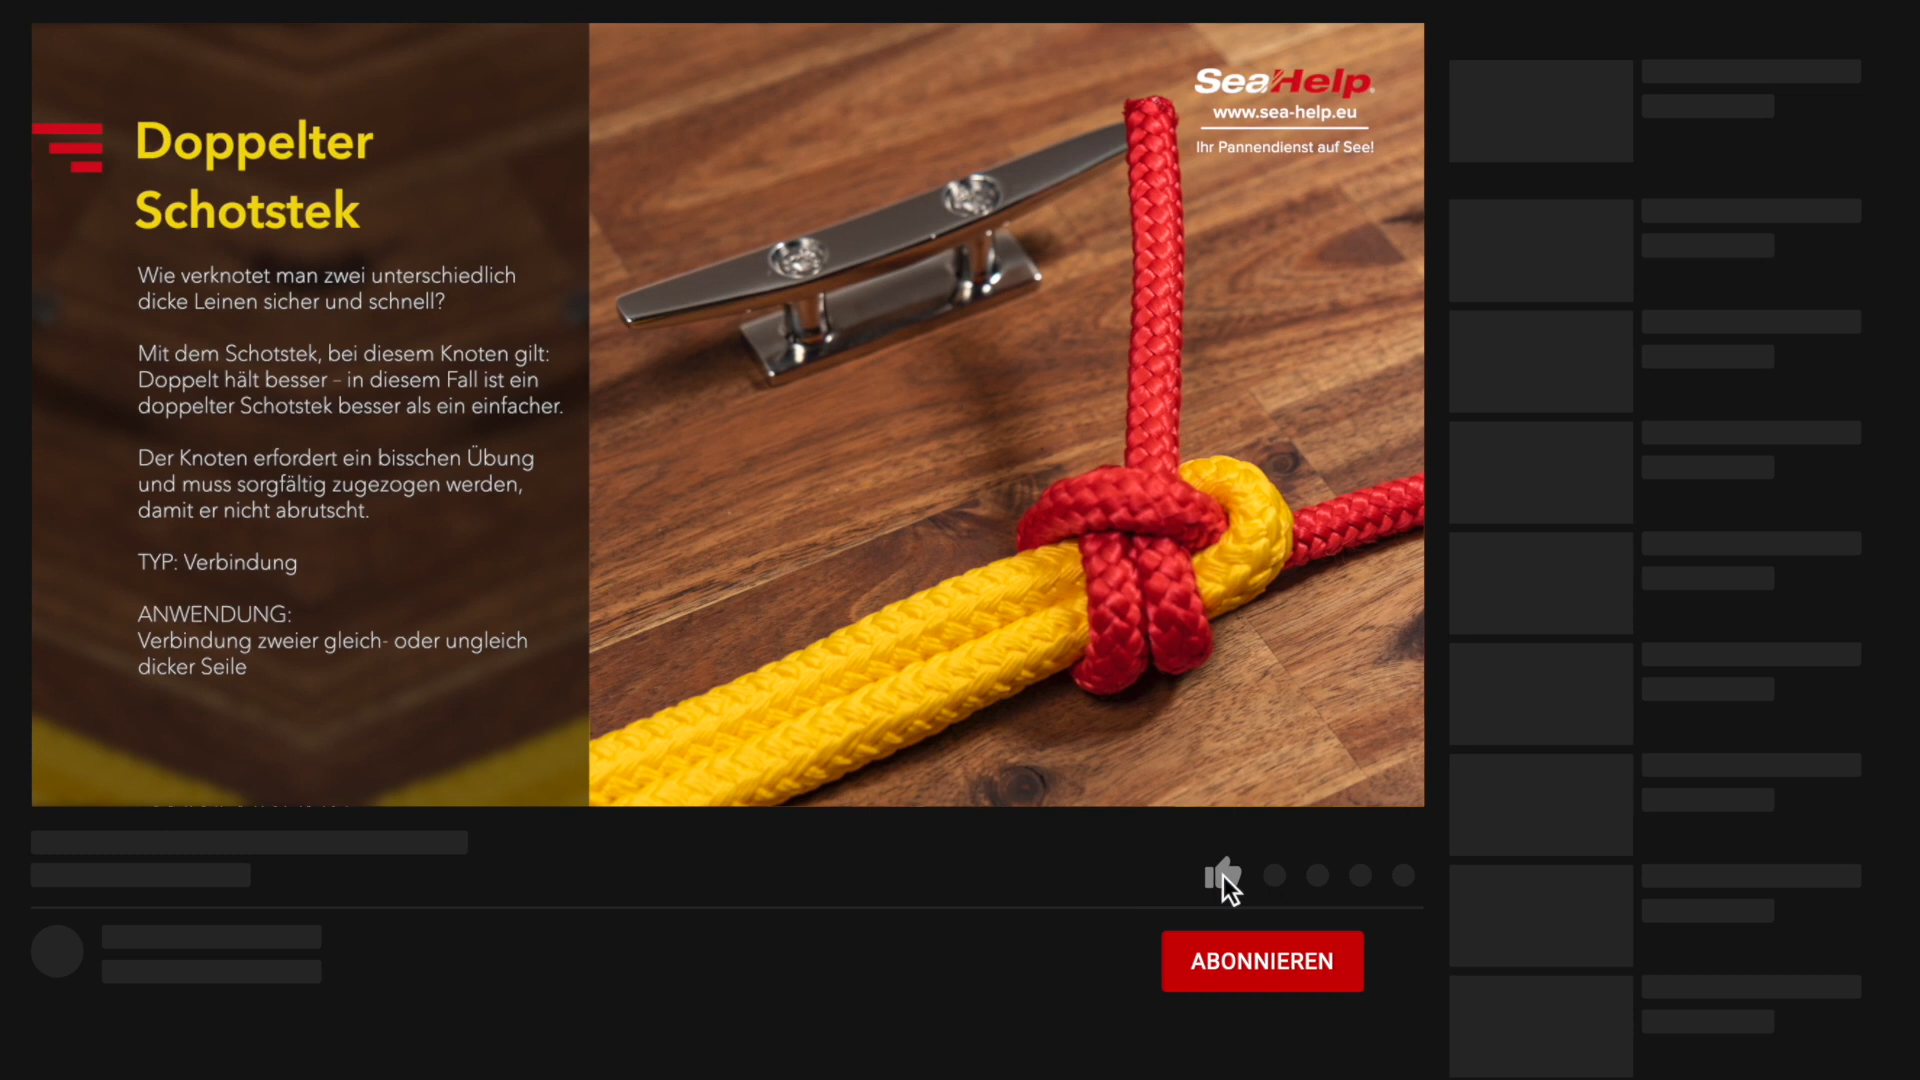 Doppelter
Schotstek
Wie verknotet man zwei unterschiedlich
dicke Leinen sicher und schnell?
Mit dem Schotstek, bei diesem Knoten gilt:
Doppelt hält besser – in diesem Fall ist ein
doppelter Schotstek besser als ein einfacher.
Der Knoten erfordert ein bisschen Übung
und muss sorgfältig zugezogen werden,
damit er nicht abrutscht.
TYP: Verbindung
ANWENDUNG:
Verbindung zweier gleich- oder ungleich
dicker Seile
SeaHelp®
www.sea-help.eu
Ihr Pannendienst auf See!
ABONNIEREN